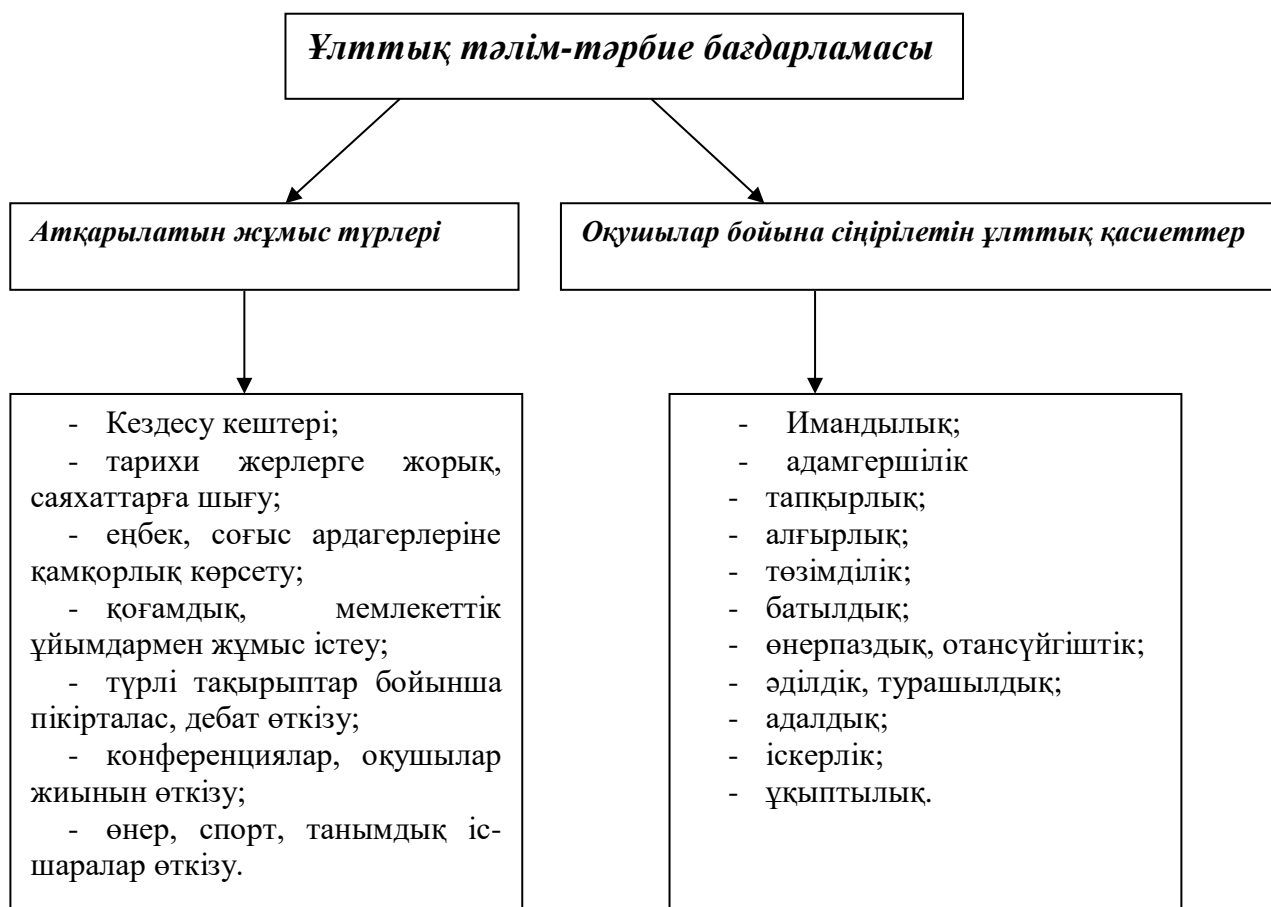 Ұлттық тәлім-тәрбие бағдарламасы
Атқарылатын жұмыс түрлері
Оқушылар бойына сіңірілетін ұлттық қасиеттер
- Кездесу кештері;
- тарихи жерлерге жорық,
саяхаттарға шығу;
- еңбек, соғыс ардагерлеріне
қамқорлық көрсету;
- қоғамдық, мемлекеттік
ұйымдармен жұмыс істеу;
- түрлі тақырыптар бойынша
пікірталас, дебат өткізу;
- конференциялар, оқушылар
жиынын өткізу;
- өнер, спорт, танымдық іс-
шаралар өткізу.
- Имандылық;
- адамгершілік
- тапқырлық;
- алғырлық;
- төзімділік;
- батылдық;
- өнерпаздық, отансүйгіштік;
- әділдік, турашылдық;
- адалдық;
- іскерлік;
- ұқыптылық.